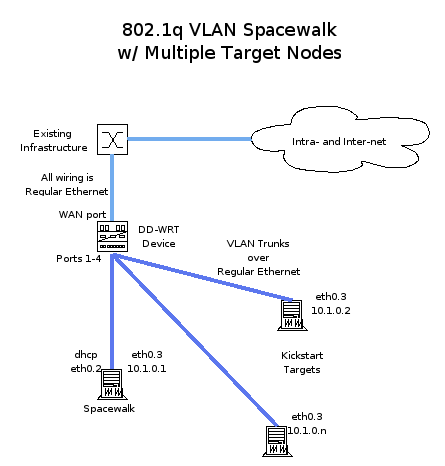 802.1q VLAN Spacewalk
w/ Multiple Target Nodes
Existing
Infrastructure
Intra- and Inter-net
All wiring is
Regular Ethernet
WAN port
DD-WRT
Device
Ports 1-4
VLAN Trunks
over
Regular Ethernet
eth0.3
10.1.0.2
dhcp
eth0.2
eth0.3
10.1.0.1
Spacewalk
Kickstart
Targets
eth0.3
10.1.0.n